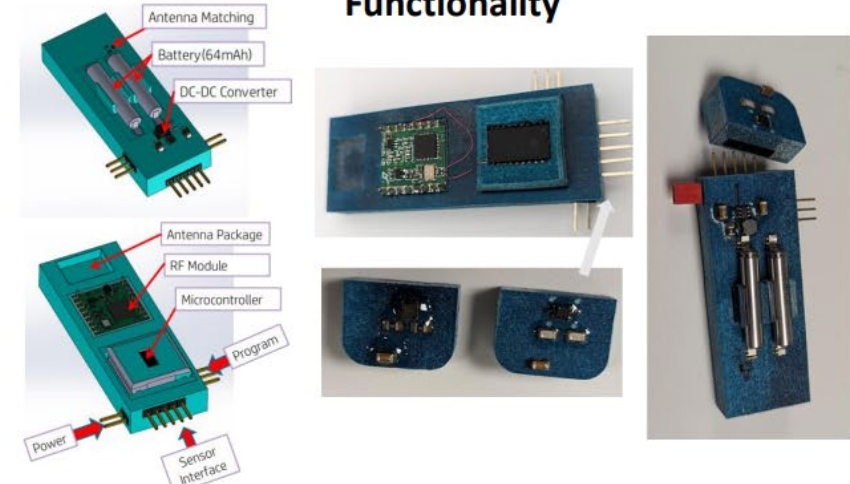 Functionality
Antenna Matching
Battery(64mAh)
DC-DC Converter
Antenna Package
RF Module
Microcontroller
Program
Power
Sensor
Interface